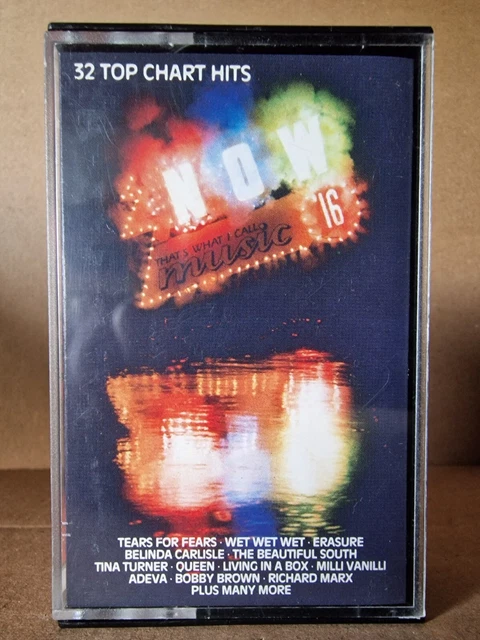 32 TOP CHART HITS
NOW
THAT'S WHAT I CALL
music
'16
TEARS FOR FEARS · WET WET WET · ERASURE
BELINDA CARLISLE · THE BEAUTIFUL SOUTH
TINA TURNER · QUEEN · LIVING IN A BOX · MILLI VANILLI
ADEVA · BOBBY BROWN · RICHARD MARX
PLUS MANY MORE